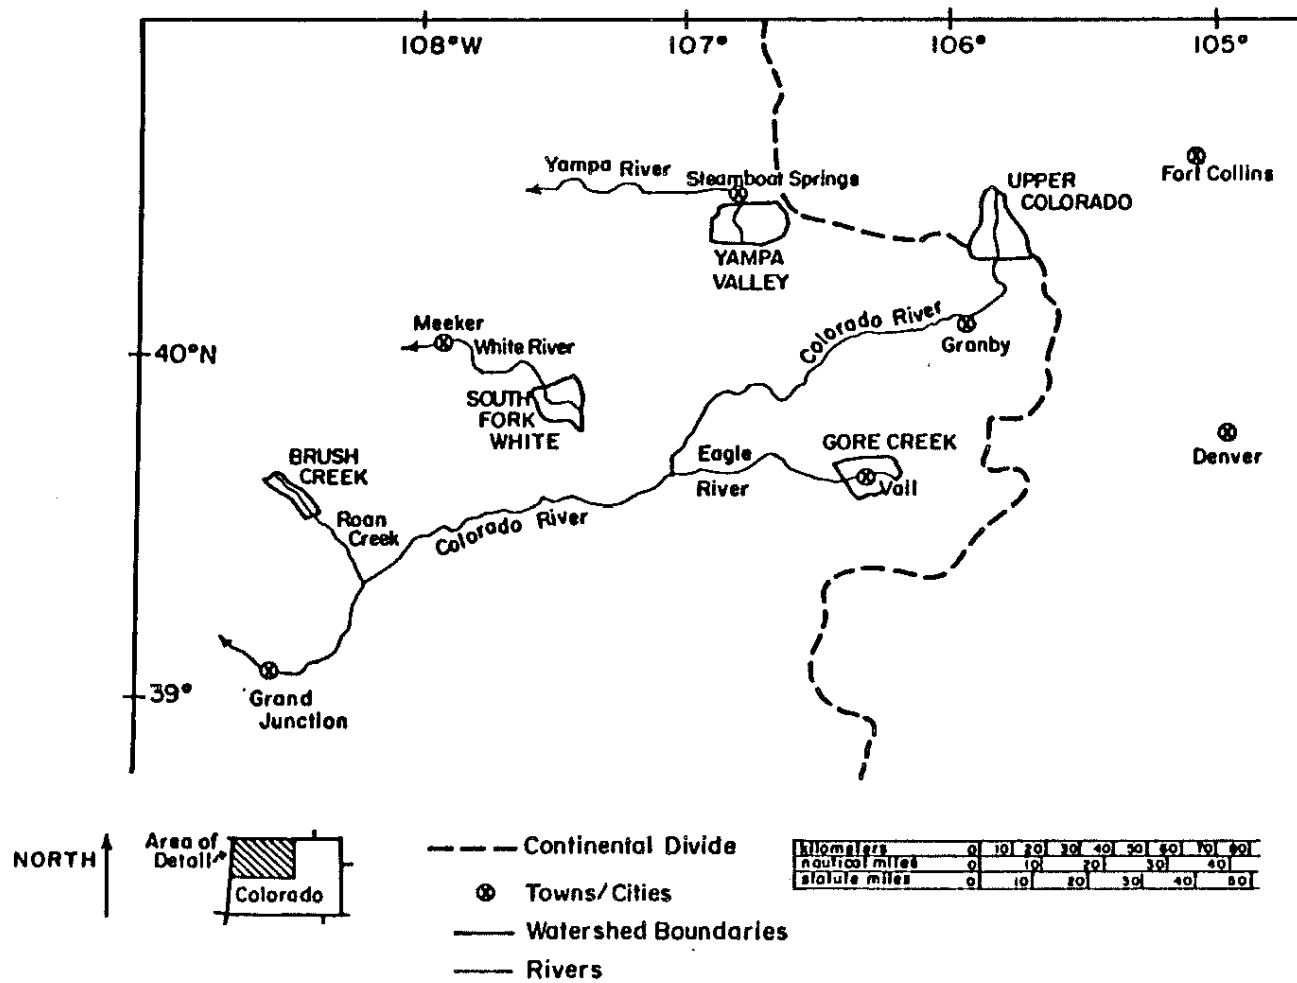 108°W 107° 106° 105°
Yampa River
Steamboat Springs
Fort Collins
UPPER
COLORADO
YAMPA
VALLEY
Colorado River
Meeker
40°N
White River
Granby
SOUTH
FORK
WHITE
GORE CREEK
Eagle
River
Vail
Denver
BRUSH
CREEK
Roan
Creek
Colorado River
39°
Grand
Junction
NORTH
Area of
Detail
Colorado
Continental Divide
Towns/Cities
Watershed Boundaries
Rivers
kilometers 0 10 20 30 40 50 60 70 80
nautical miles 0 10 20 30 40
statute miles 0 10 20 30 40 50